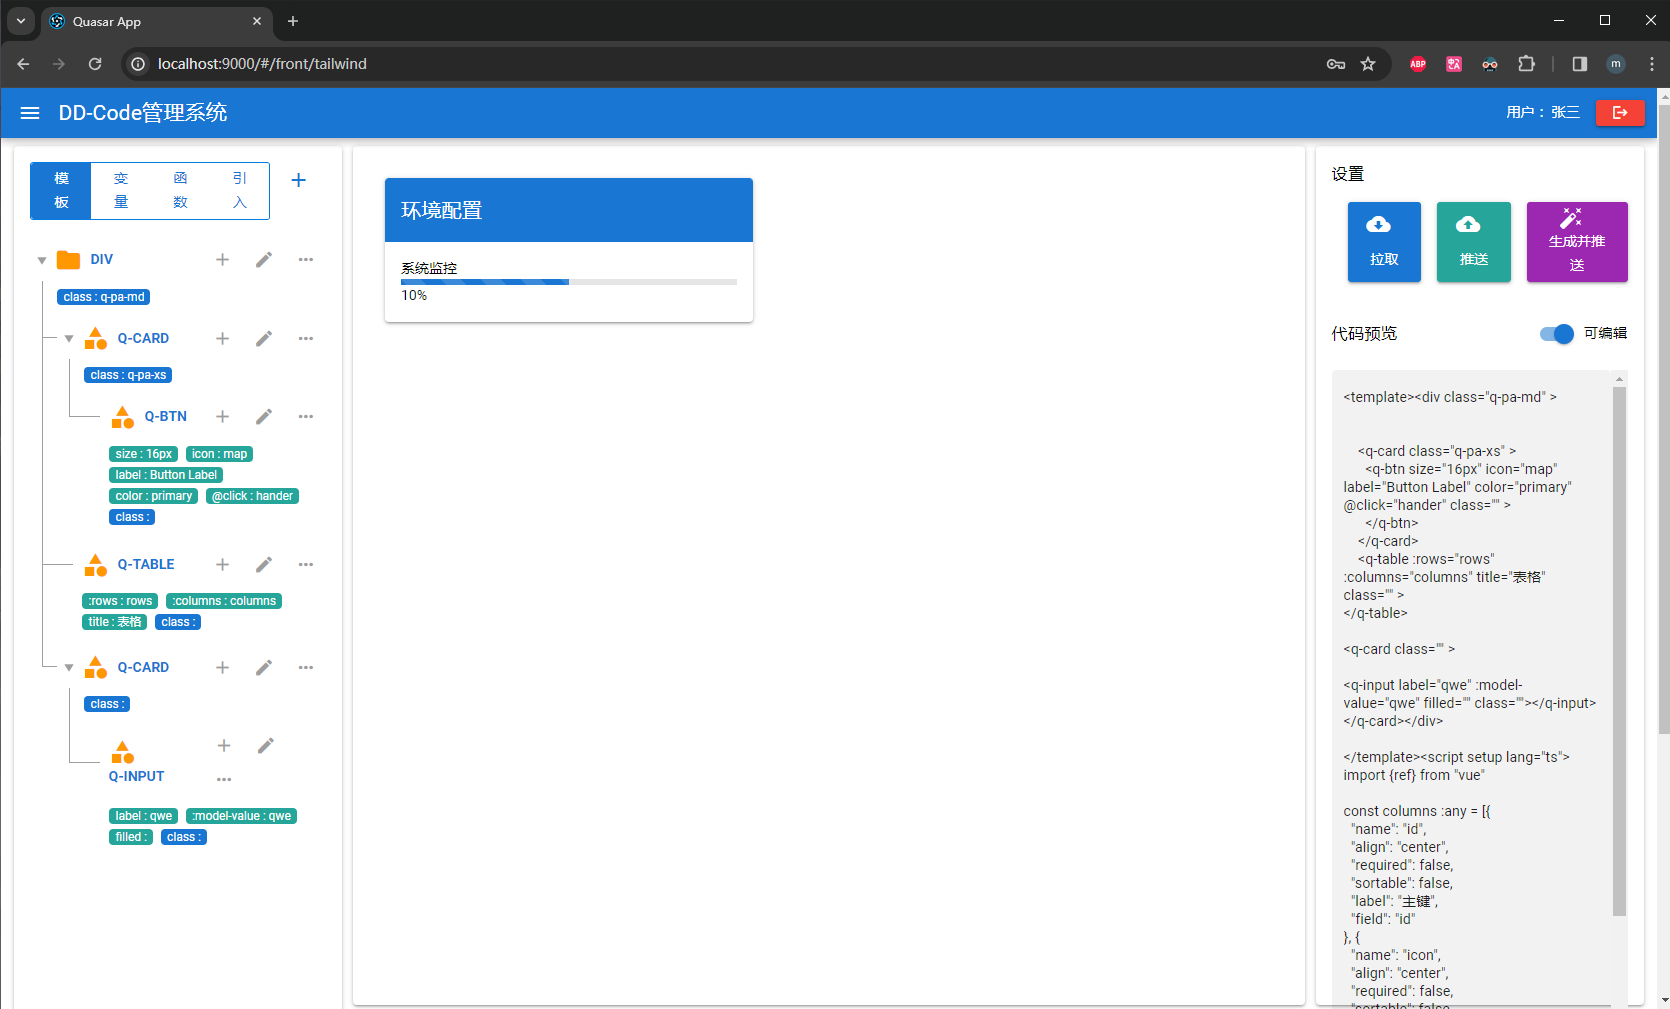 Quasar App
localhost:9000/#/front/tailwind
ABP
m
DD-Code管理系统
用户： 张三
模板
变量
函数
引入
DIV
class : q-pa-md
Q-CARD
class : q-pa-xs
Q-BTN
size : 16px
icon : map
label : Button Label
color : primary
@click : hander
class :
Q-TABLE
:rows : rows
:columns : columns
title : 表格
class :
Q-CARD
class :
Q-INPUT
label : qwe
:model-value : qwe
filled :
class :
环境配置
系统监控
10%
设置
拉取
推送
生成并推
送
代码预览
可编辑
<template><div class="q-pa-md" >
<q-card class="q-pa-xs" >
<q-btn size="16px" icon="map"
label="Button Label" color="primary"
@click="hander" class="" >
</q-btn>
</q-card>
<q-table :rows="rows"
:columns="columns" title="表格"
class="" >
</q-table>
<q-card class="" >
<q-input label="qwe" :model-
value="qwe" filled="" class=""></q-input>
</q-card></div>
</template><script setup lang="ts">
import {ref} from "vue"
const columns :any = [{
"name": "id",
"align": "center",
"required": false,
"sortable": false,
"label": "主键",
"field": "id"
}, {
"name": "icon",
"align": "center",
"required": false,
"sortable": false,